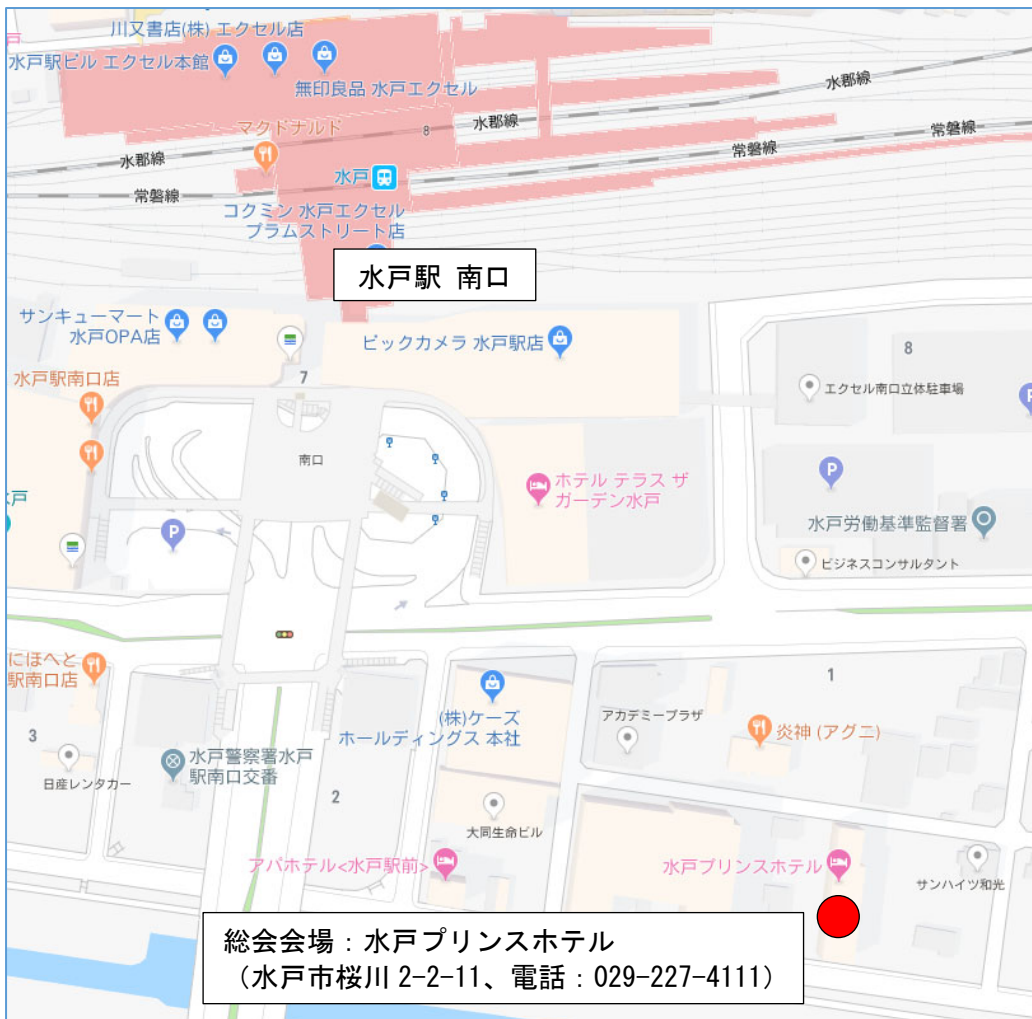 川又書店(株) エクセル店
水戸駅ビル エクセル本館
無印良品 水戸エクセル
水郡線
マクドナルド
8
水郡線
常磐線
水郡線
常磐線
水戸
常磐線
コクミン 水戸エクセル
プラムストリート店
水戸駅 南口
サンキューマート
水戸OPA店
ビックカメラ 水戸駅店
8
水戸駅南口店
7
エクセル南口立体駐車場
P
南口
ホテル テラス ザ
ガーデン水戸
P
戸
P
水戸労働基準監督署
ビジネスコンサルタント
にほへと
駅南口店
1
(株)ケーズ
ホールディングス 本社
アカデミープラザ
炎神 (アグニ)
3
日産レンタカー
水戸警察署水戸
駅南口交番
2
大同生命ビル
アパホテル<水戸駅前>
水戸プリンスホテル
サンハイツ和光
総会会場：水戸プリンスホテル
（水戸市桜川 2-2-11、電話：029-227-4111）